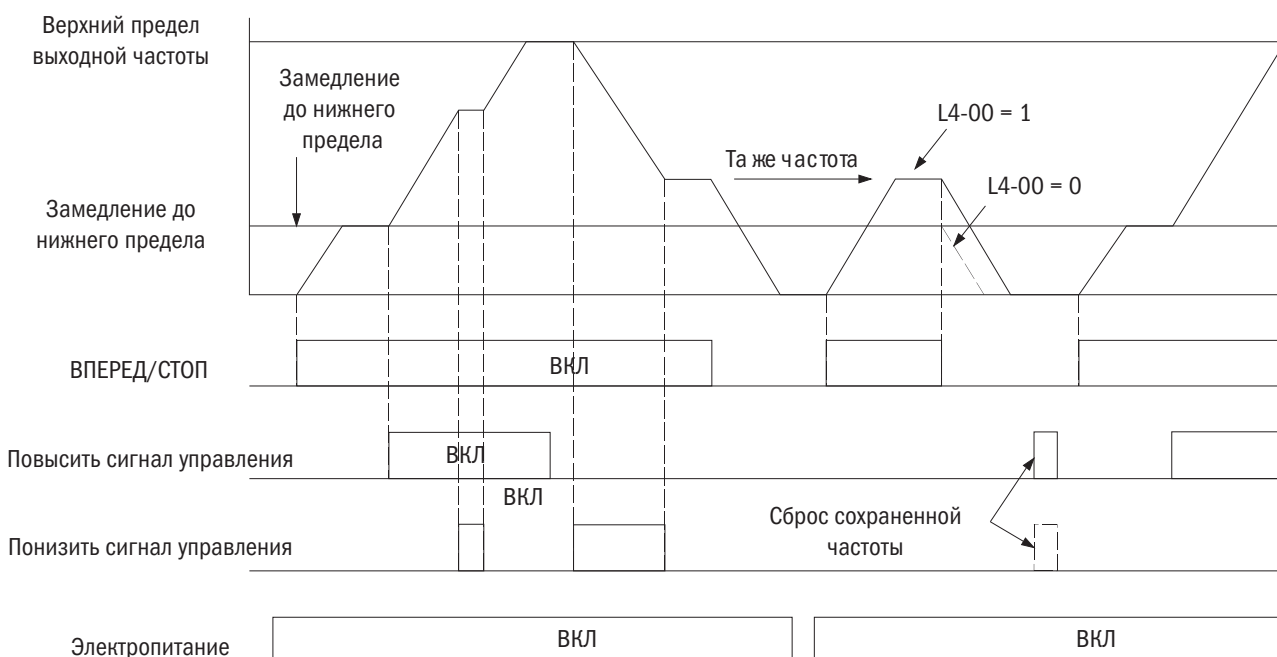 Верхний предел
выходной частоты
Замедление
до нижнего
предела
L4-00 = 1
Та же частота
L4-00 = 0
Замедление до
нижнего предела
ВПЕРЕД/СТОП
ВКЛ
Повысить сигнал управления
ВКЛ
ВКЛ
Понизить сигнал управления
Сброс сохраненной
частоты
Электропитание
ВКЛ
ВКЛ